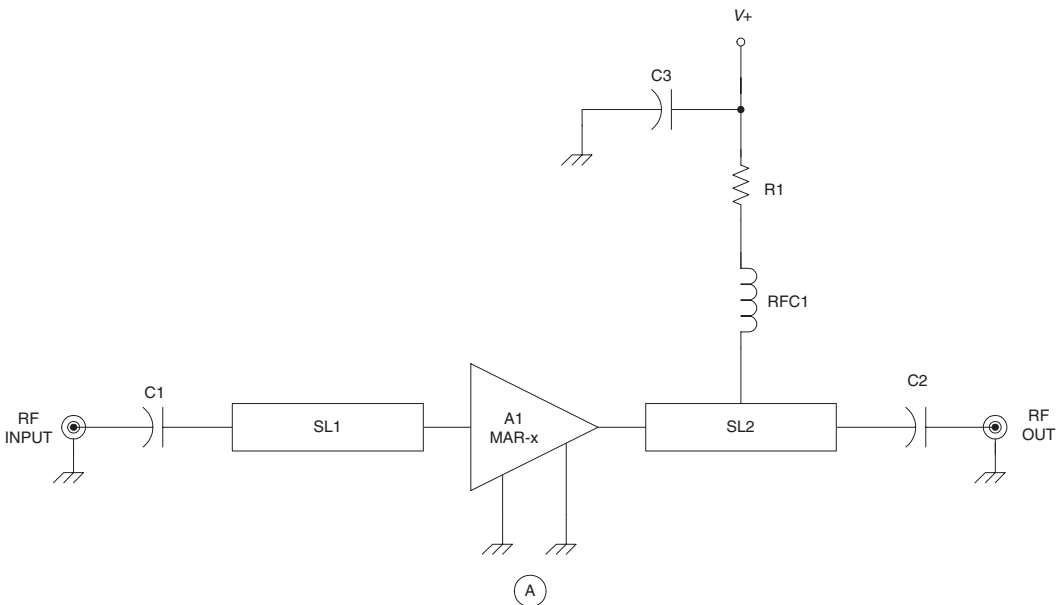 V+
C3
R1
RFC1
C1
C2
RF
INPUT
SL1
A1
MAR-x
SL2
RF
OUT
A